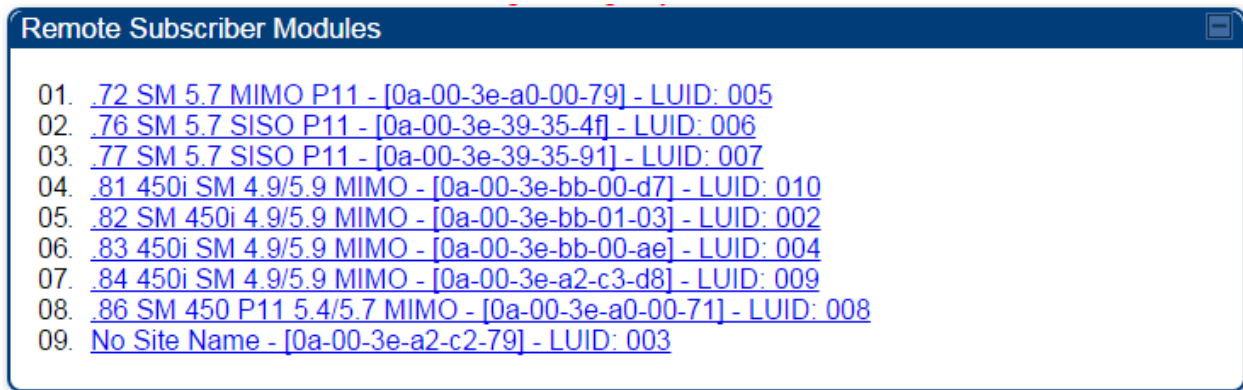 Remote Subscriber Modules
01. .72 SM 5.7 MIMO P11 - [0a-00-3e-a0-00-79] - LUID: 005
02. .76 SM 5.7 SISO P11 - [0a-00-3e-39-35-4f] - LUID: 006
03. .77 SM 5.7 SISO P11 - [0a-00-3e-39-35-91] - LUID: 007
04. .81 450i SM 4.9/5.9 MIMO - [0a-00-3e-bb-00-d7] - LUID: 010
05. .82 SM 450i 4.9/5.9 MIMO - [0a-00-3e-bb-01-03] - LUID: 002
06. .83 450i SM 4.9/5.9 MIMO - [0a-00-3e-bb-00-ae] - LUID: 004
07. .84 450i SM 4.9/5.9 MIMO - [0a-00-3e-a2-c3-d8] - LUID: 009
08. .86 SM 450 P11 5.4/5.7 MIMO - [0a-00-3e-a0-00-71] - LUID: 008
09. No Site Name - [0a-00-3e-a2-c2-79] - LUID: 003